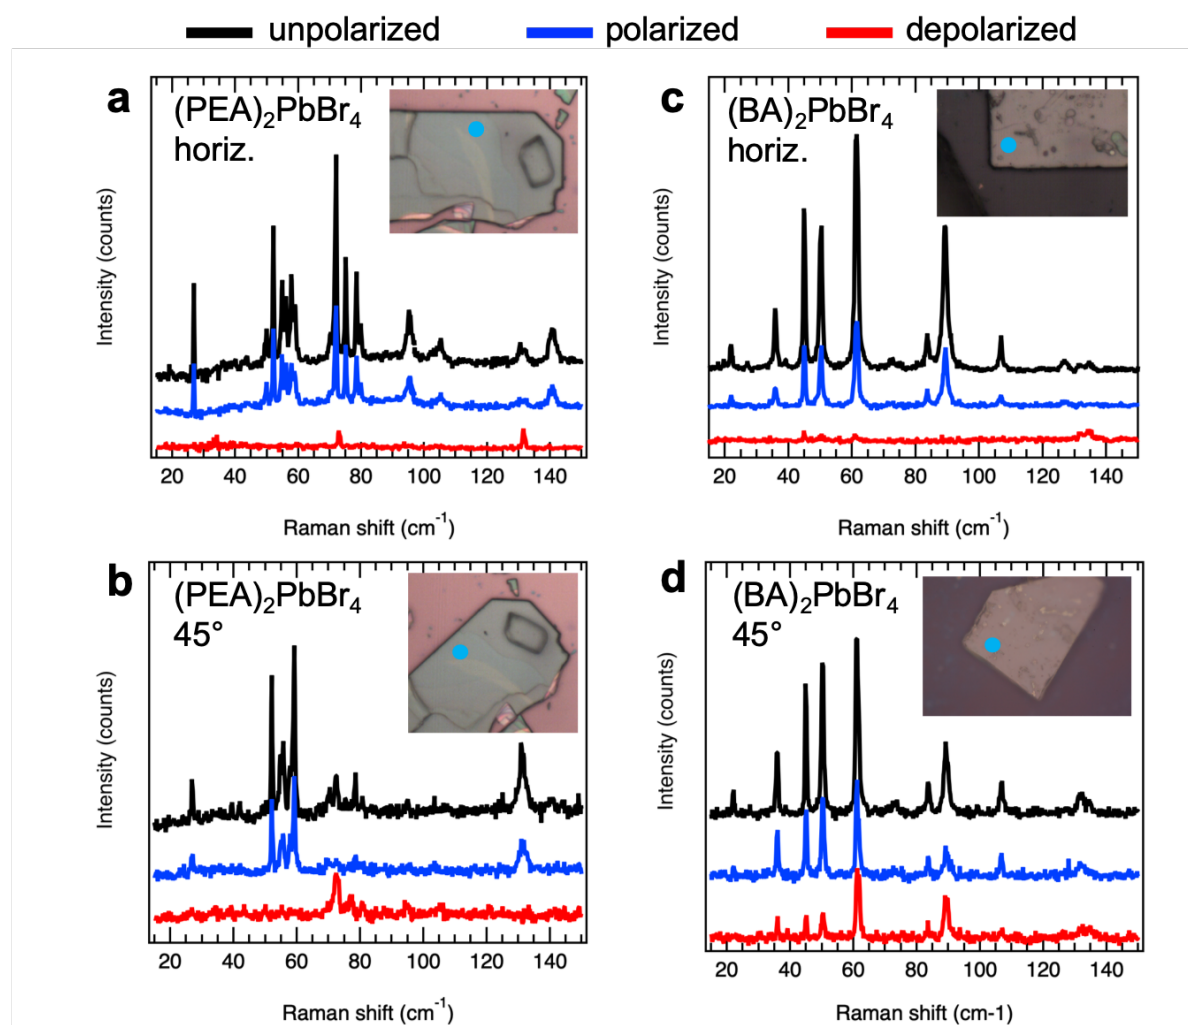 unpolarized polarized depolarized
a
(PEA)₂PbBr₄
horiz.
Intensity (counts)
20 40 60 80 100 120 140
Raman shift (cm⁻¹)
c
(BA)₂PbBr₄
horiz.
Intensity (counts)
20 40 60 80 100 120 140
Raman shift (cm⁻¹)
b
(PEA)₂PbBr₄
45°
Intensity (counts)
20 40 60 80 100 120 140
Raman shift (cm⁻¹)
d
(BA)₂PbBr₄
45°
Intensity (counts)
20 40 60 80 100 120 140
Raman shift (cm-1)